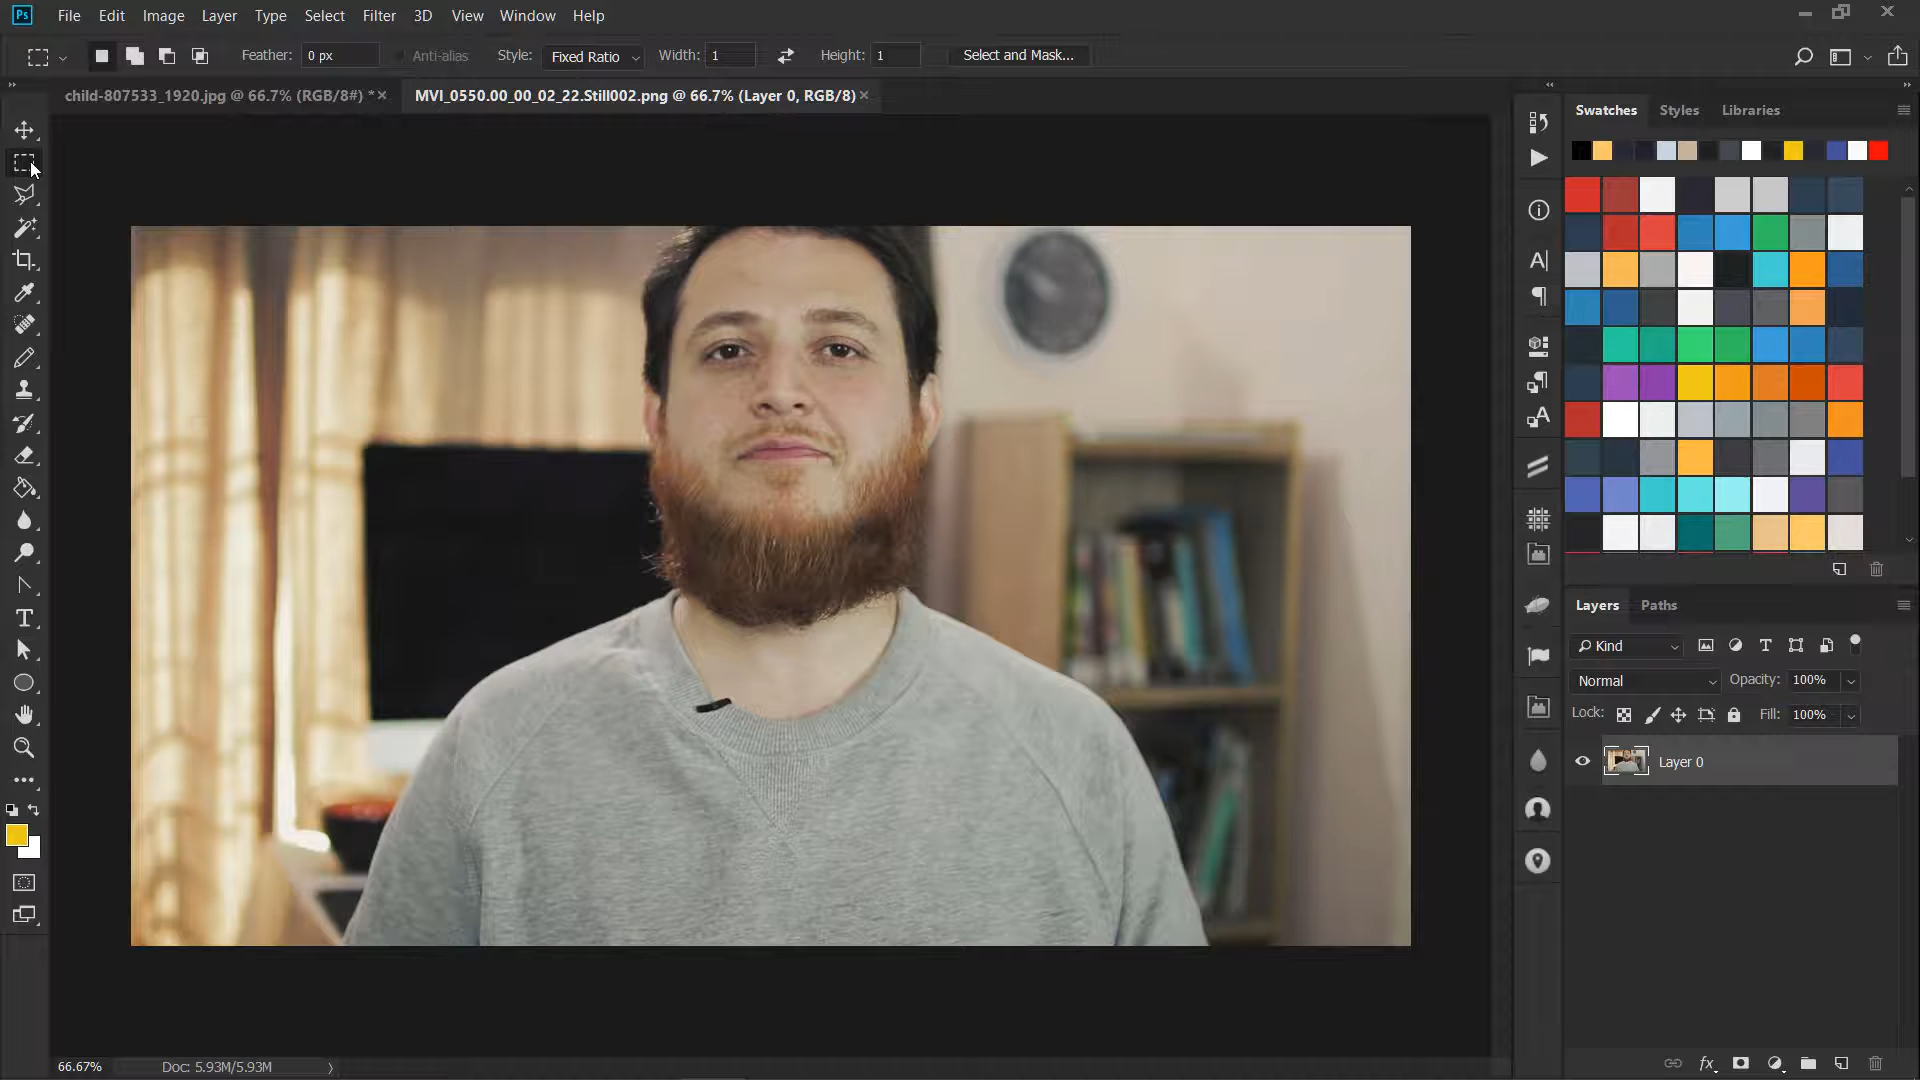 Ps File Edit Image Layer Type Select Filter 3D View Window Help
Feather: 0 px Anti-alias Style: Fixed Ratio Width: 1 Height: 1 Select and Mask...
child-807533_1920.jpg @ 66.7% (RGB/8#) * MVI_0550.00_00_02_22.Still002.png @ 66.7% (Layer 0, RGB/8)
Swatches Styles Libraries
Layers Paths
Kind
Normal Opacity: 100%
Lock: Fill: 100%
Layer 0
66.67% Doc: 5.93M/5.93M